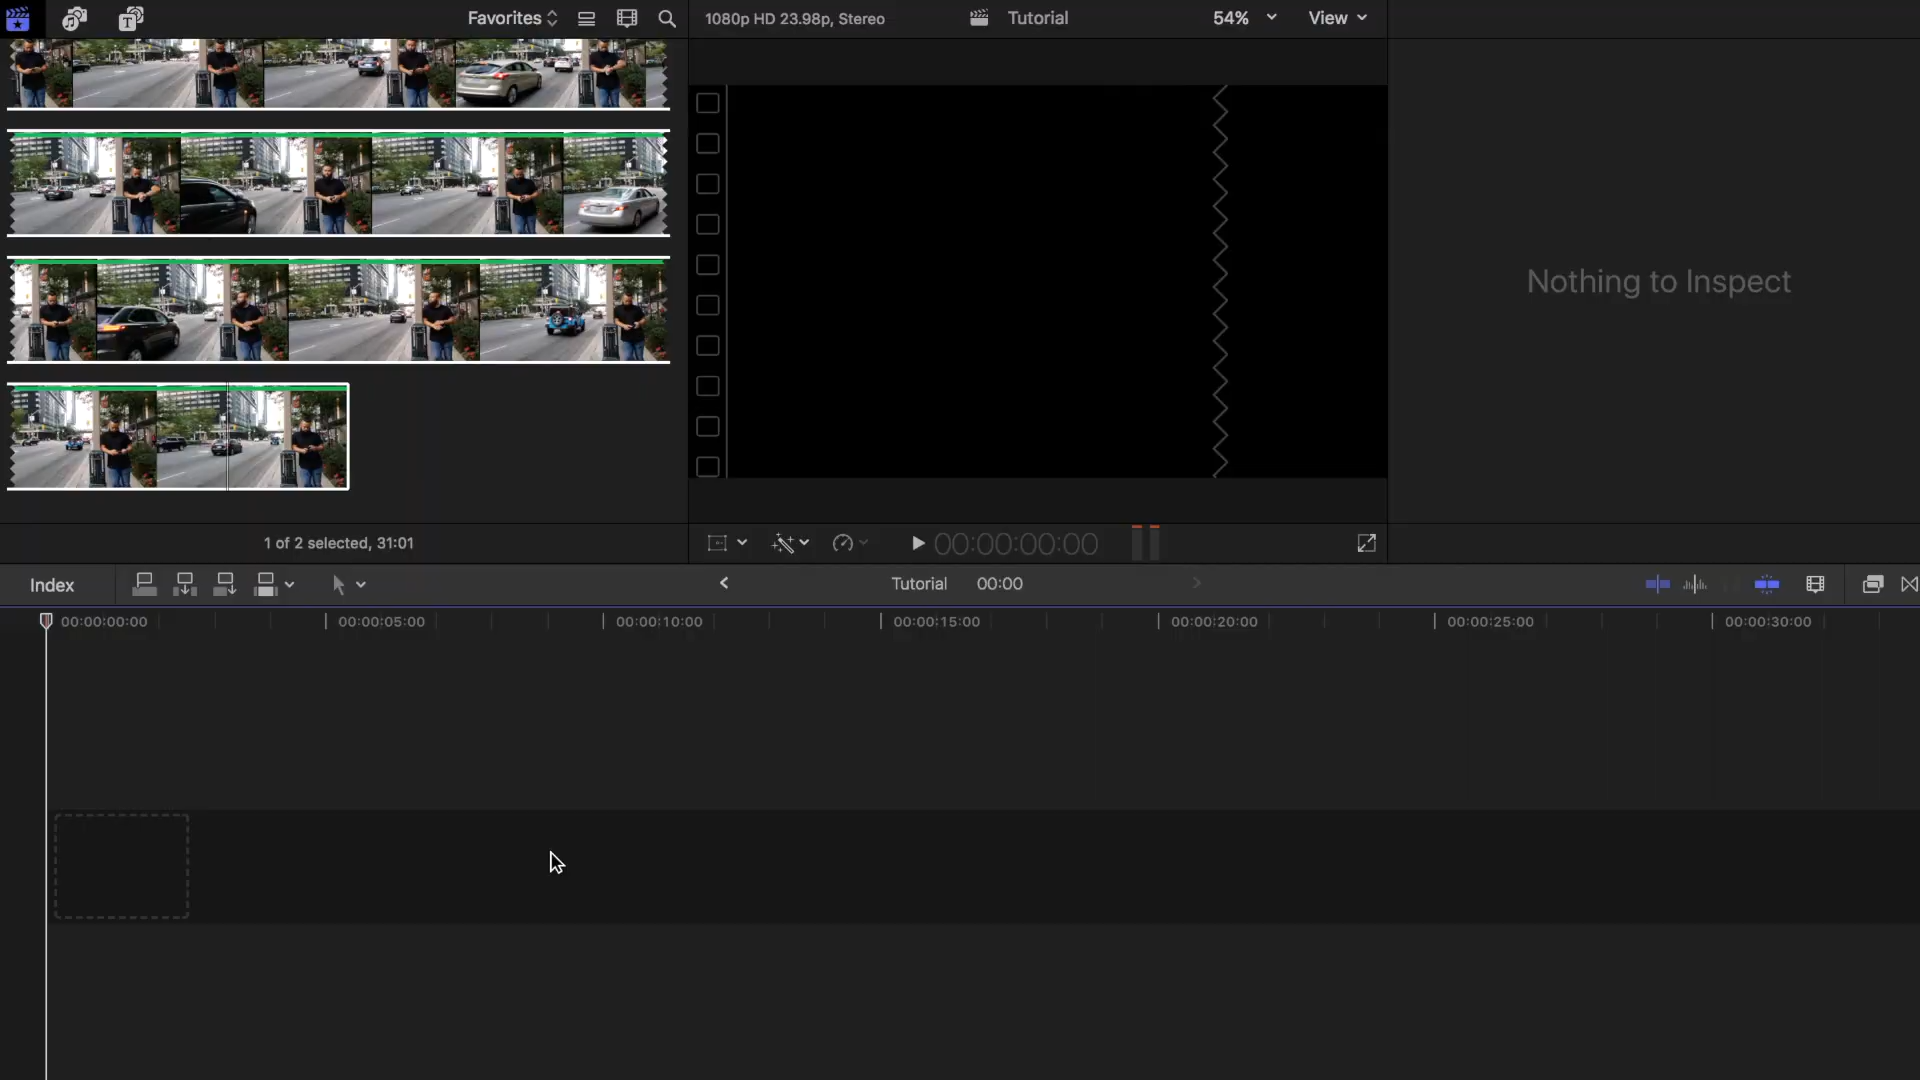 Favorites
1080p HD 23.98p, Stereo
Tutorial
54%
View
Nothing to Inspect
1 of 2 selected, 31:01
00:00:00:00
Index
Tutorial
00:00
00:00:00:00
00:00:05:00
00:00:10:00
00:00:15:00
00:00:20:00
00:00:25:00
00:00:30:00